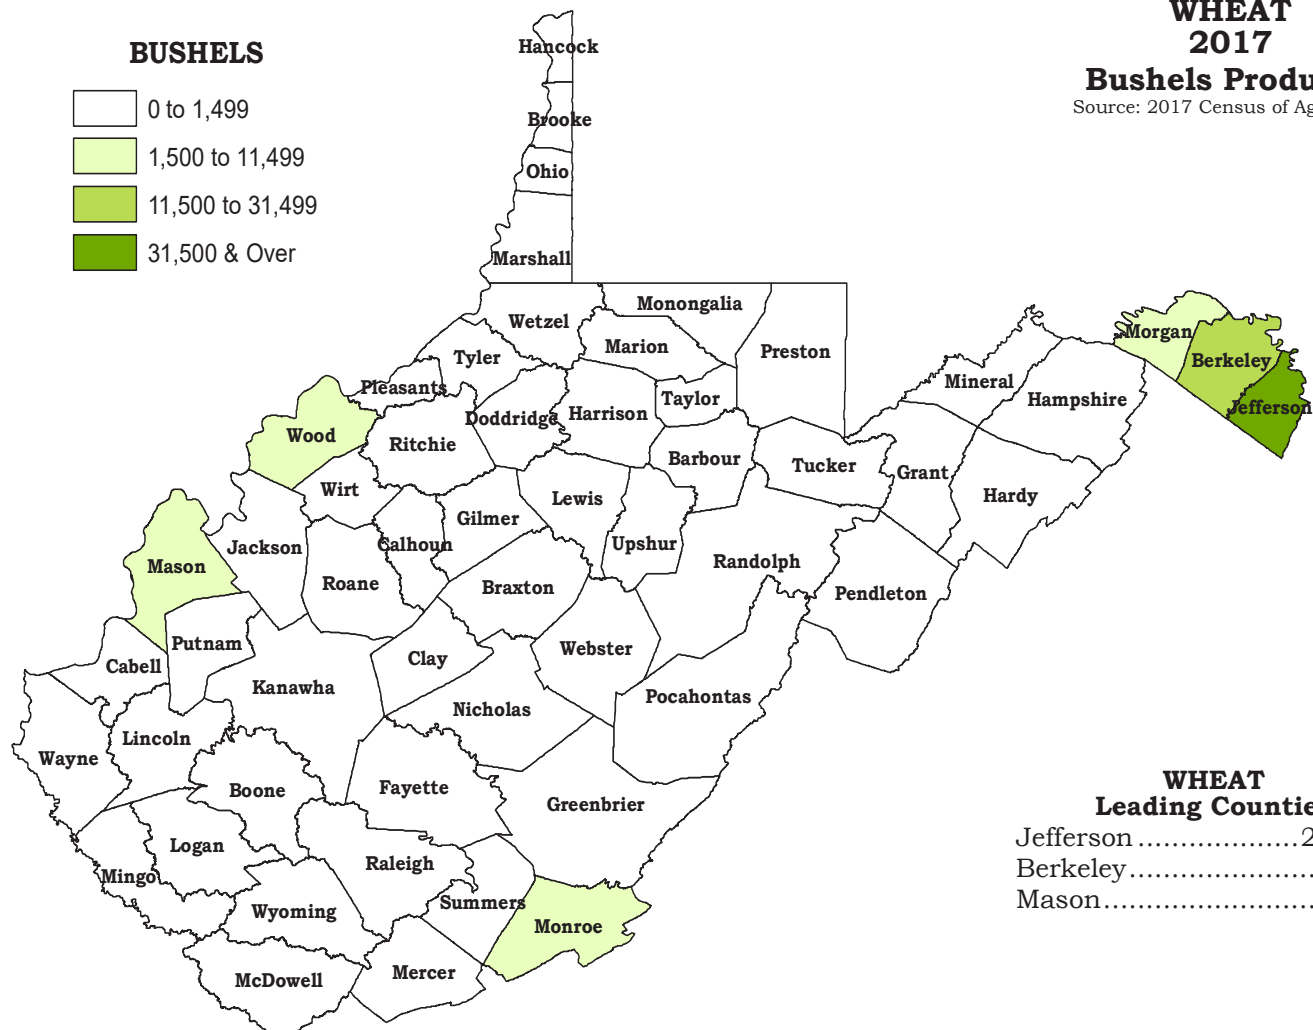 WHEAT
2017
Bushels Produ
Source: 2017 Census of Ag
BUSHELS
0 to 1,499
1,500 to 11,499
11,500 to 31,499
31,500 & Over
Hancock
Brooke
Ohio
Marshall
Wetzel
Monongalia
Marion
Preston
Tyler
Pleasants
Doddridge
Harrison
Taylor
Mineral
Hampshire
Morgan
Berkeley
Jefferson
Wood
Ritchie
Barbour
Tucker
Grant
Hardy
Wirt
Lewis
Gilmer
Calhoun
Jackson
Upshur
Randolph
Mason
Roane
Braxton
Pendleton
Putnam
Clay
Webster
Cabell
Kanawha
Pocahontas
Nicholas
Lincoln
Wayne
Boone
Fayette
Greenbrier
Logan
Raleigh
Mingo
Summers
Wyoming
Monroe
McDowell
Mercer
WHEAT
Leading Countie
Jefferson...................2
Berkeley......................
Mason.........................